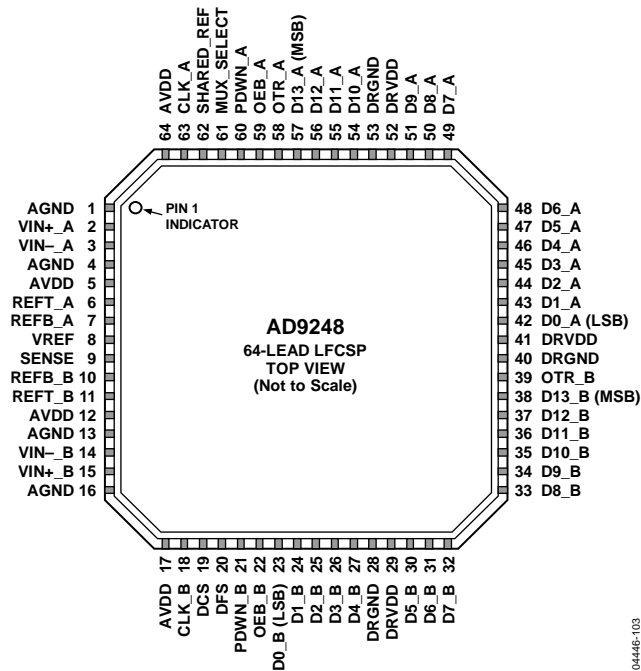 64 AVDD
63 CLK_A
62 SHARED_REF
61 MUX_SELECT
60 PDWN_A
59 OEB_A
58 OTR_A
57 D13_A (MSB)
56 D12_A
55 D11_A
54 D10_A
53 DRGND
52 DRVDD
51 D9_A
50 D8_A
49 D7_A
AGND 1
VIN+_A 2
VIN–_A 3
AGND 4
AVDD 5
REFT_A 6
REFB_A 7
VREF 8
SENSE 9
REFB_B 10
REFT_B 11
AVDD 12
AGND 13
VIN–_B 14
VIN+_B 15
AGND 16
PIN 1
INDICATOR
AD9248
64-LEAD LFCSP
TOP VIEW
(Not to Scale)
48 D6_A
47 D5_A
46 D4_A
45 D3_A
44 D2_A
43 D1_A
42 D0_A (LSB)
41 DRVDD
40 DRGND
39 OTR_B
38 D13_B (MSB)
37 D12_B
36 D11_B
35 D10_B
34 D9_B
33 D8_B
AVDD 17
CLK_B 18
DCS 19
DFS 20
PDWN_B 21
OEB_B 22
D0_B (LSB) 23
D1_B 24
D2_B 25
D3_B 26
D4_B 27
DRGND 28
DRVDD 29
D5_B 30
D6_B 31
D7_B 32
04446-103